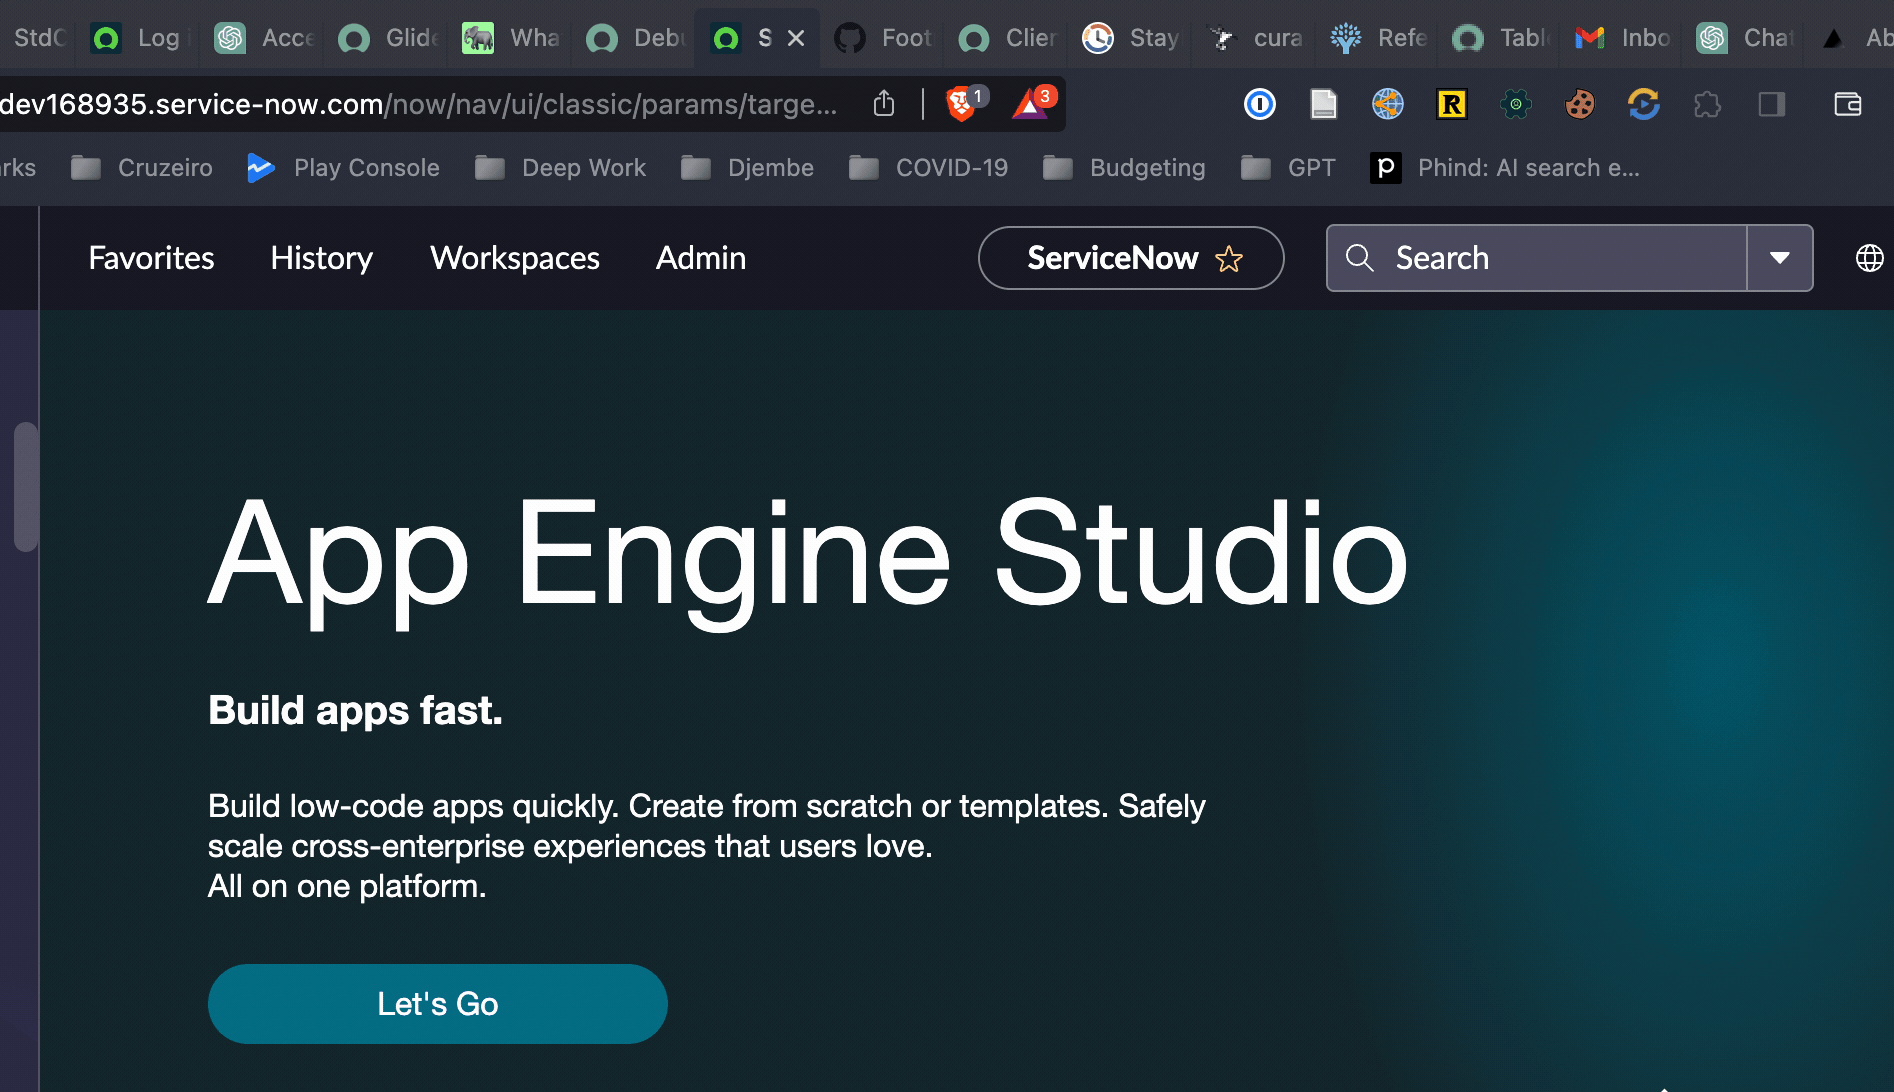 StdC Log i Acce Glide Wha Debu S Foot Clier Stay cura Refe Tabl Inbo Chat Ab
dev168935.service-now.com/now/nav/ui/classic/params/targe... 1 3
rks Cruzeiro Play Console Deep Work Djembe COVID-19 Budgeting GPT Phind: AI search e...
Favorites History Workspaces Admin ServiceNow Search
App Engine Studio
Build apps fast.
Build low-code apps quickly. Create from scratch or templates. Safely
scale cross-enterprise experiences that users love.
All on one platform.
Let's Go